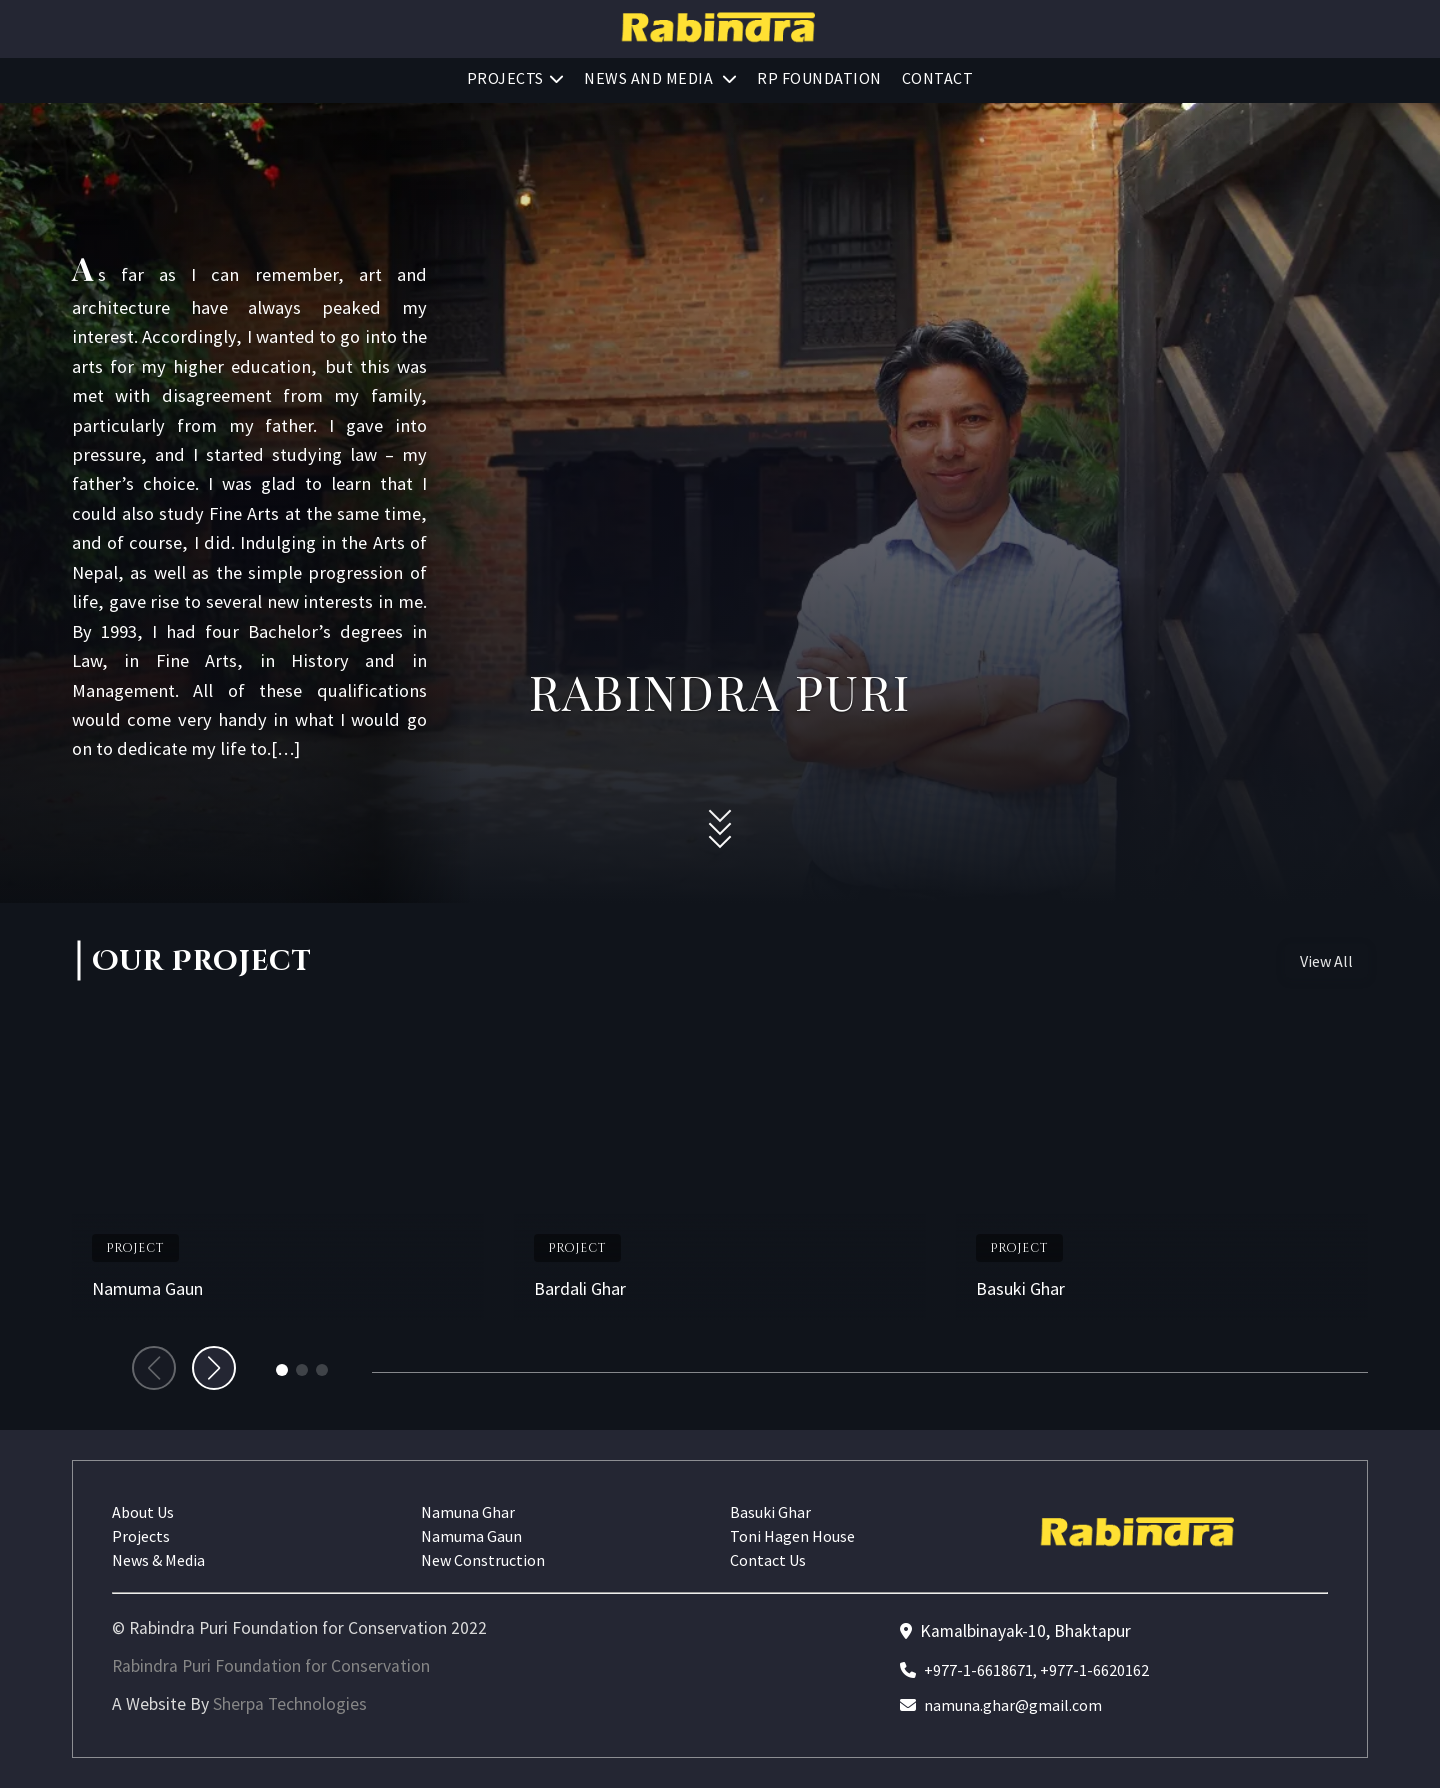 Rabindra
PROJECTS NEWS AND MEDIA RP FOUNDATION CONTACT
As far as I can remember, art and
architecture have always peaked my
interest. Accordingly, I wanted to go into the
arts for my higher education, but this was
met with disagreement from my family,
particularly from my father. I gave into
pressure, and I started studying law – my
father’s choice. I was glad to learn that I
could also study Fine Arts at the same time,
and of course, I did. Indulging in the Arts of
Nepal, as well as the simple progression of
life, gave rise to several new interests in me.
By 1993, I had four Bachelor’s degrees in
Law, in Fine Arts, in History and in
Management. All of these qualifications
would come very handy in what I would go
on to dedicate my life to.[…]
RABINDRA PURI
OUR PROJECT
View All
PROJECT PROJECT PROJECT
Namuma Gaun Bardali Ghar Basuki Ghar
About Us
Projects
News & Media
Namuna Ghar
Namuma Gaun
New Construction
Basuki Ghar
Toni Hagen House
Contact Us
Rabindra
© Rabindra Puri Foundation for Conservation 2022
Rabindra Puri Foundation for Conservation
A Website By Sherpa Technologies
Kamalbinayak-10, Bhaktapur
+977-1-6618671, +977-1-6620162
namuna.ghar@gmail.com